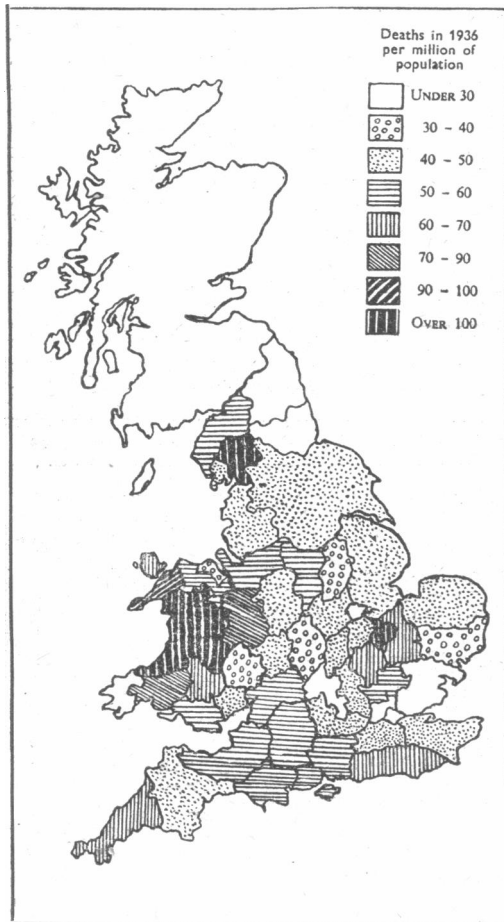 Deaths in 1936
per million of
population
UNDER 30
30 – 40
40 – 50
50 – 60
60 – 70
70 – 90
90 – 100
OVER 100